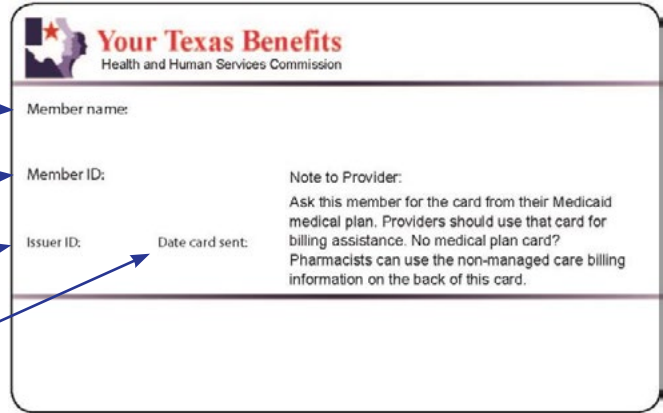 Your Texas Benefits
Health and Human Services Commission
Member name:
Member ID:
Note to Provider:
Ask this member for the card from their Medicaid
medical plan. Providers should use that card for
billing assistance. No medical plan card?
Pharmacists can use the non-managed care billing
information on the back of this card.
Issuer ID:
Date card sent: